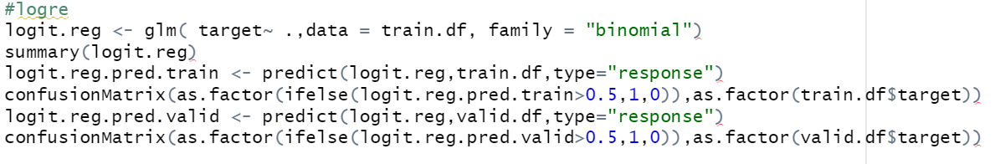 #logre
logit.reg <- glm( target~ .,data = train.df, family = "binomial")
summary(logit.reg)
logit.reg.pred.train <- predict(logit.reg,train.df,type="response")
confusionMatrix(as.factor(ifelse(logit.reg.pred.train>0.5,1,0)),as.factor(train.df$target))
logit.reg.pred.valid <- predict(logit.reg,valid.df,type="response")
confusionMatrix(as.factor(ifelse(logit.reg.pred.valid>0.5,1,0)),as.factor(valid.df$target))